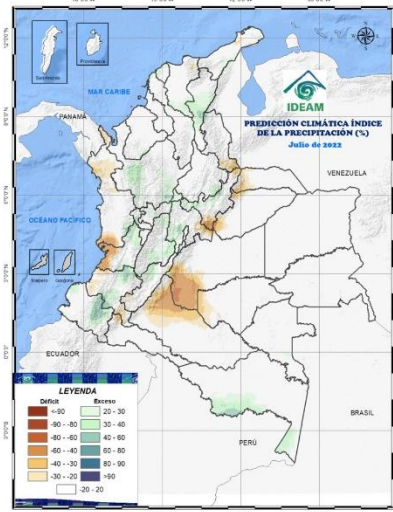 San Andrés
Providencia
MAR CARIBE
PANAMÁ
IDEAM
PREDICCIÓN CLIMÁTICA ÍNDICE
DE LA PRECIPITACIÓN (%)
Julio de 2022
VENEZUELA
OCÉANO PACÍFICO
Malpelo
Gorgona
ECUADOR
BRASIL
PERÚ
LEYENDA
Déficit Exceso
<-90 20 - 30
-90 - -80 30 - 40
-80 - -60 40 - 60
-60 - -40 60 - 80
-40 - -30 80 - 90
-30 - -20 >90
-20 - 20